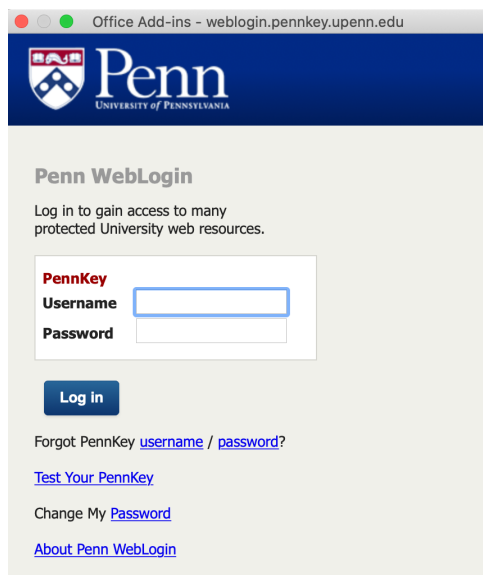 Office Add-ins - weblogin.pennkey.upenn.edu
Penn
UNIVERSITY of PENNSYLVANIA
Penn WebLogin
Log in to gain access to many
protected University web resources.
PennKey
Username
Password
Log in
Forgot PennKey username / password?
Test Your PennKey
Change My Password
About Penn WebLogin